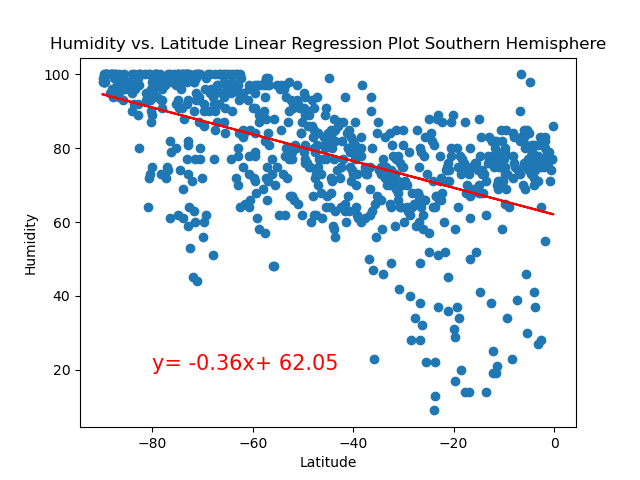 Humidity vs. Latitude Linear Regression Plot Southern Hemisphere
100
80
60
40
20
Humidity
y= -0.36x+ 62.05
−80 −60 −40 −20 0
Latitude